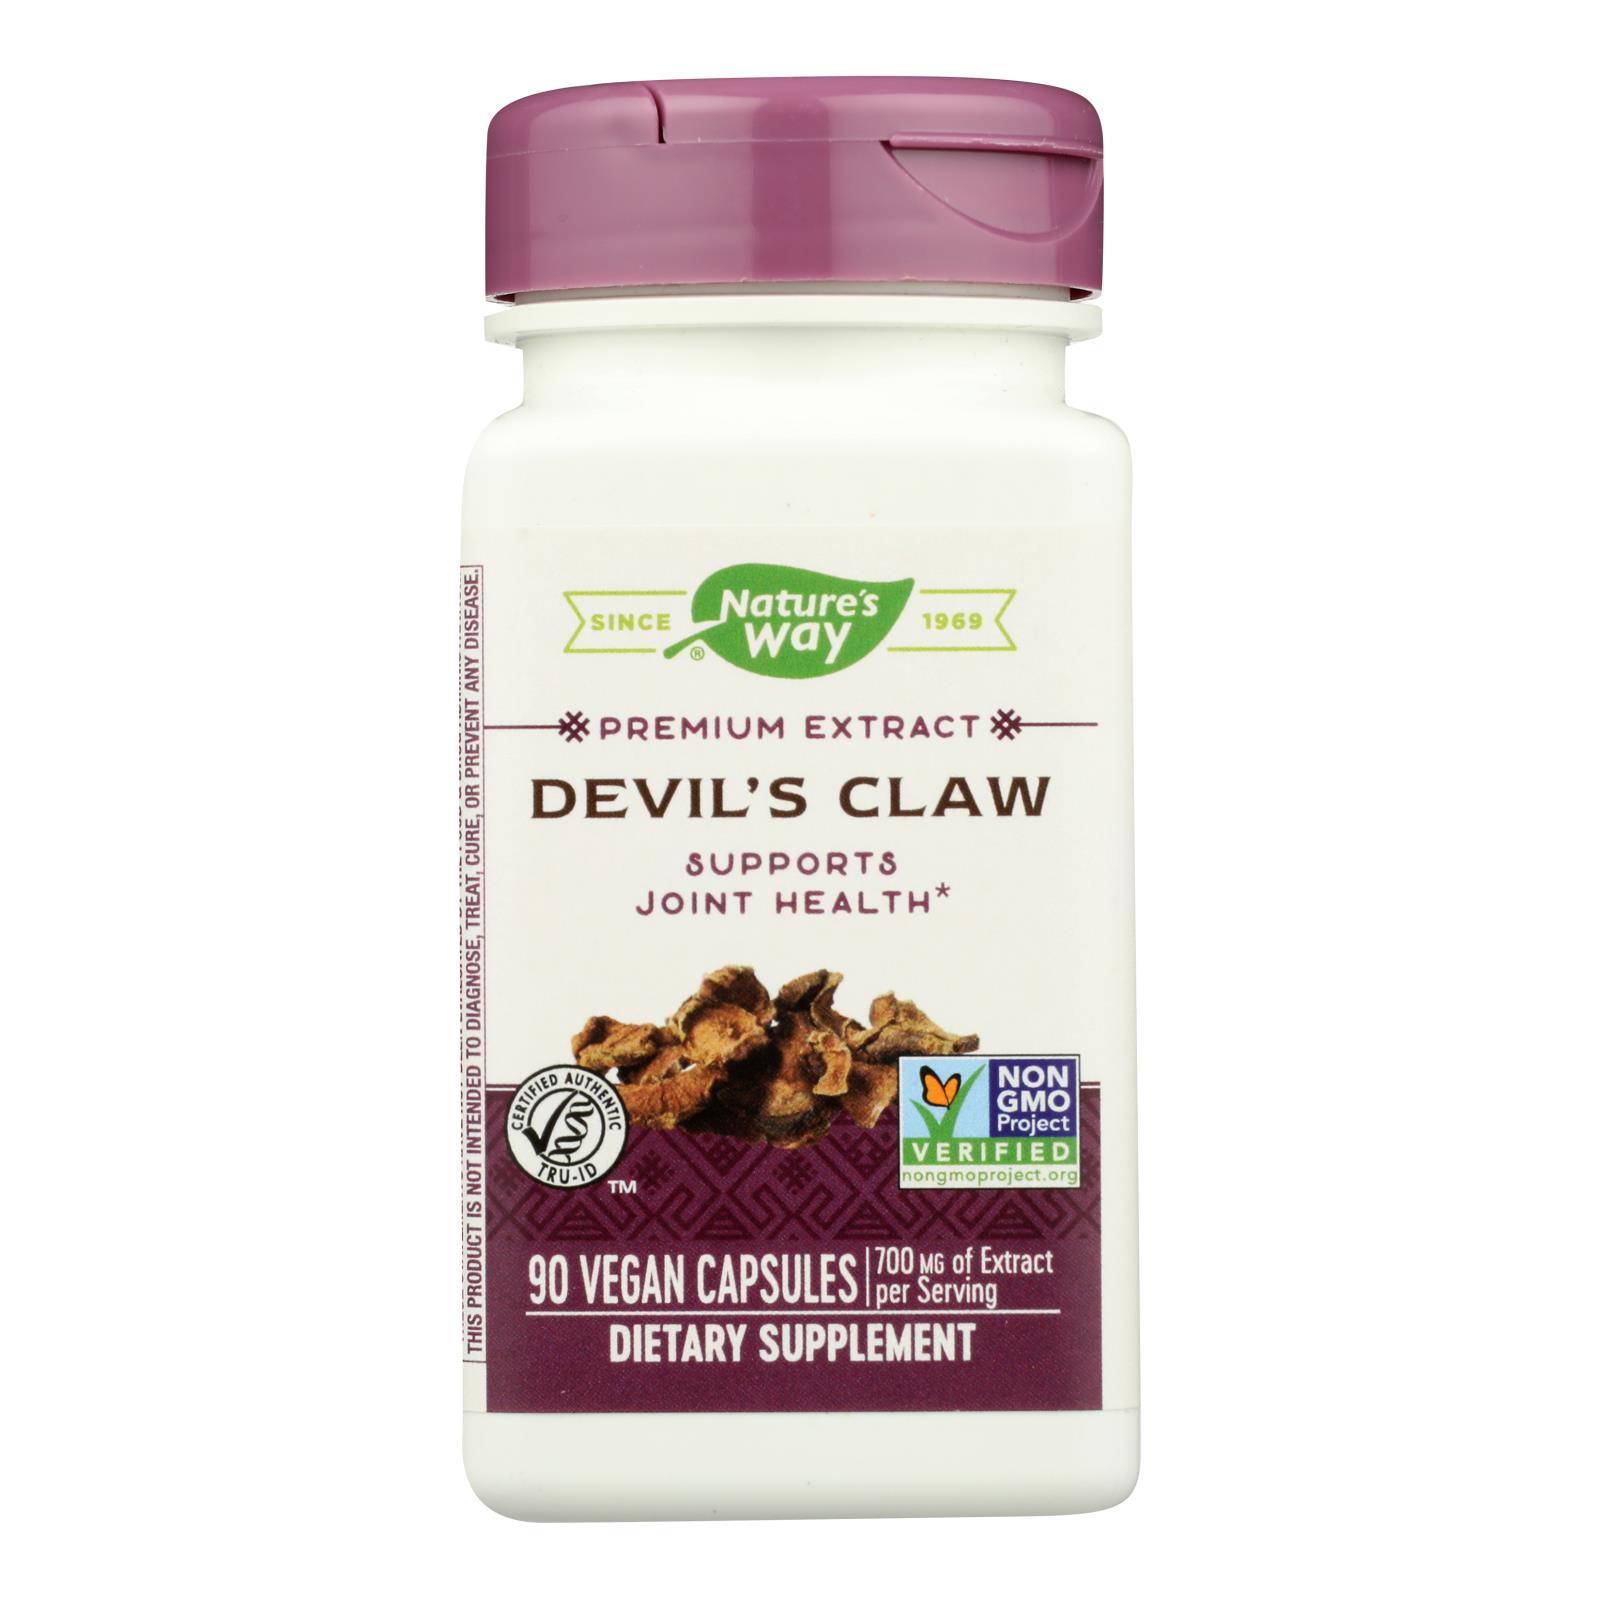 SINCE Nature's 1969
Way
®
PREMIUM EXTRACT
DEVIL'S CLAW
SUPPORTS
JOINT HEALTH*
CERTIFIED AUTHENTIC
TRU-ID
™
NON
GMO
Project
VERIFIED
nongmoproject.org
90 VEGAN CAPSULES
700 MG of Extract
per Serving
DIETARY SUPPLEMENT
THIS PRODUCT IS NOT INTENDED TO DIAGNOSE, TREAT, CURE, OR PREVENT ANY DISEASE.